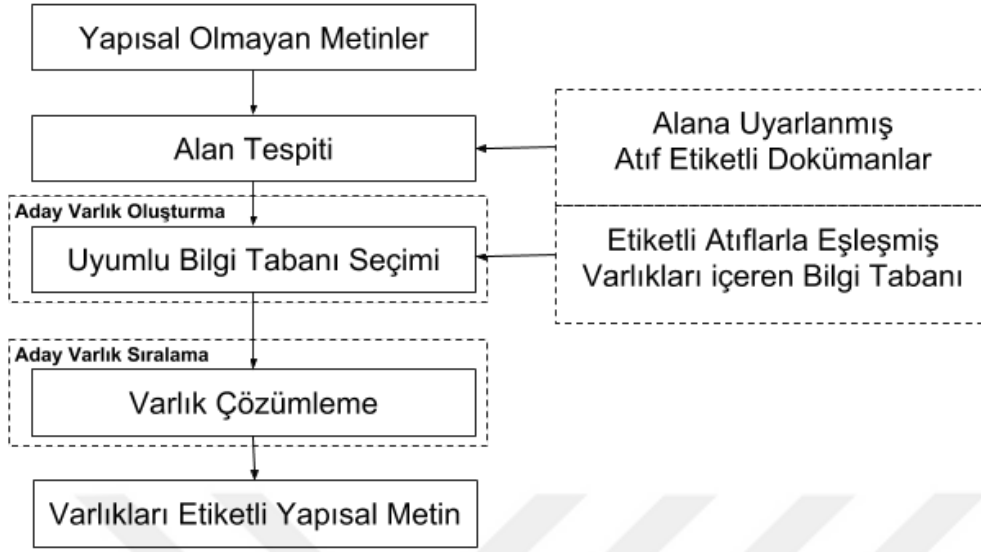 Yapısal Olmayan Metinler
Alan Tespiti
Alana Uyarlanmış
Atıf Etiketli Dokümanlar
Aday Varlık Oluşturma
Uyumlu Bilgi Tabanı Seçimi
Etiketli Atıflarla Eşleşmiş
Varlıkları içeren Bilgi Tabanı
Aday Varlık Sıralama
Varlık Çözümleme
Varlıkları Etiketli Yapısal Metin